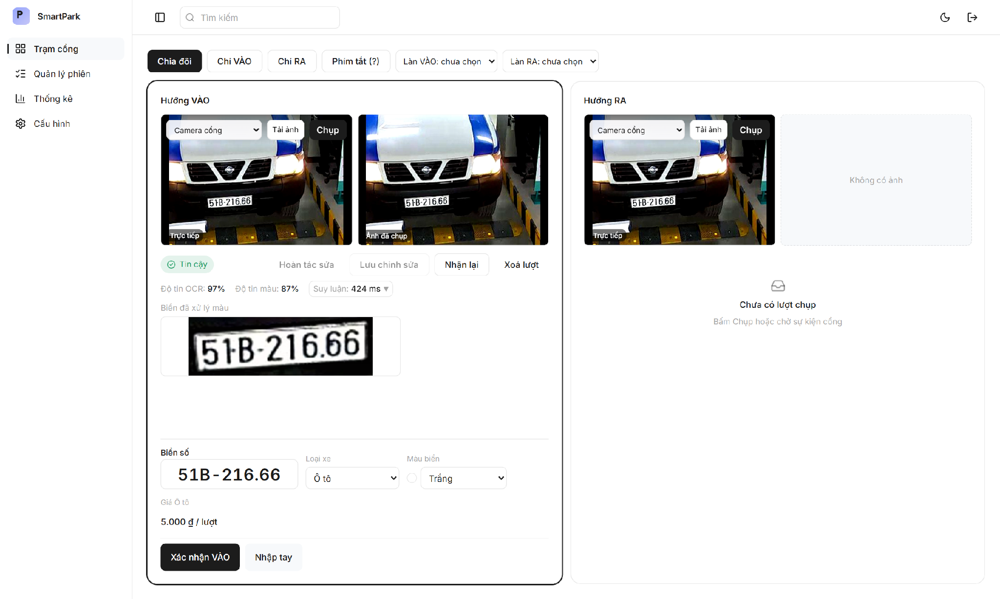 P SmartPark
Trạm cổng
Quản lý phiên
Thống kê
Cấu hình
Tìm kiếm
Chia đôi
Chỉ VÀO
Chỉ RA
Phím tắt (?)
Làn VÀO: chưa chọn
Làn RA: chưa chọn
Hướng VÀO
Camera cổng
Tải ảnh
Chụp
51B-216.66
Trực tiếp
51B-216.66
Ảnh đã chụp
Tin cậy
Hoàn tác sửa
Lưu chỉnh sửa
Nhận lại
Xoá lượt
Độ tin OCR: 97%
Độ tin màu: 87%
Suy luận: 424 ms ▼
Biển đã xử lý màu
51B-216.66
Biển số
51B-216.66
Loại xe
Ô tô
Màu biển
Trắng
Giá Ô tô
5.000 ₫ / lượt
Xác nhận VÀO
Nhập tay
Hướng RA
Camera cổng
Tải ảnh
Chụp
51B-216.66
Trực tiếp
Không có ảnh
Chưa có lượt chụp
Bấm Chụp hoặc chờ sự kiện cổng